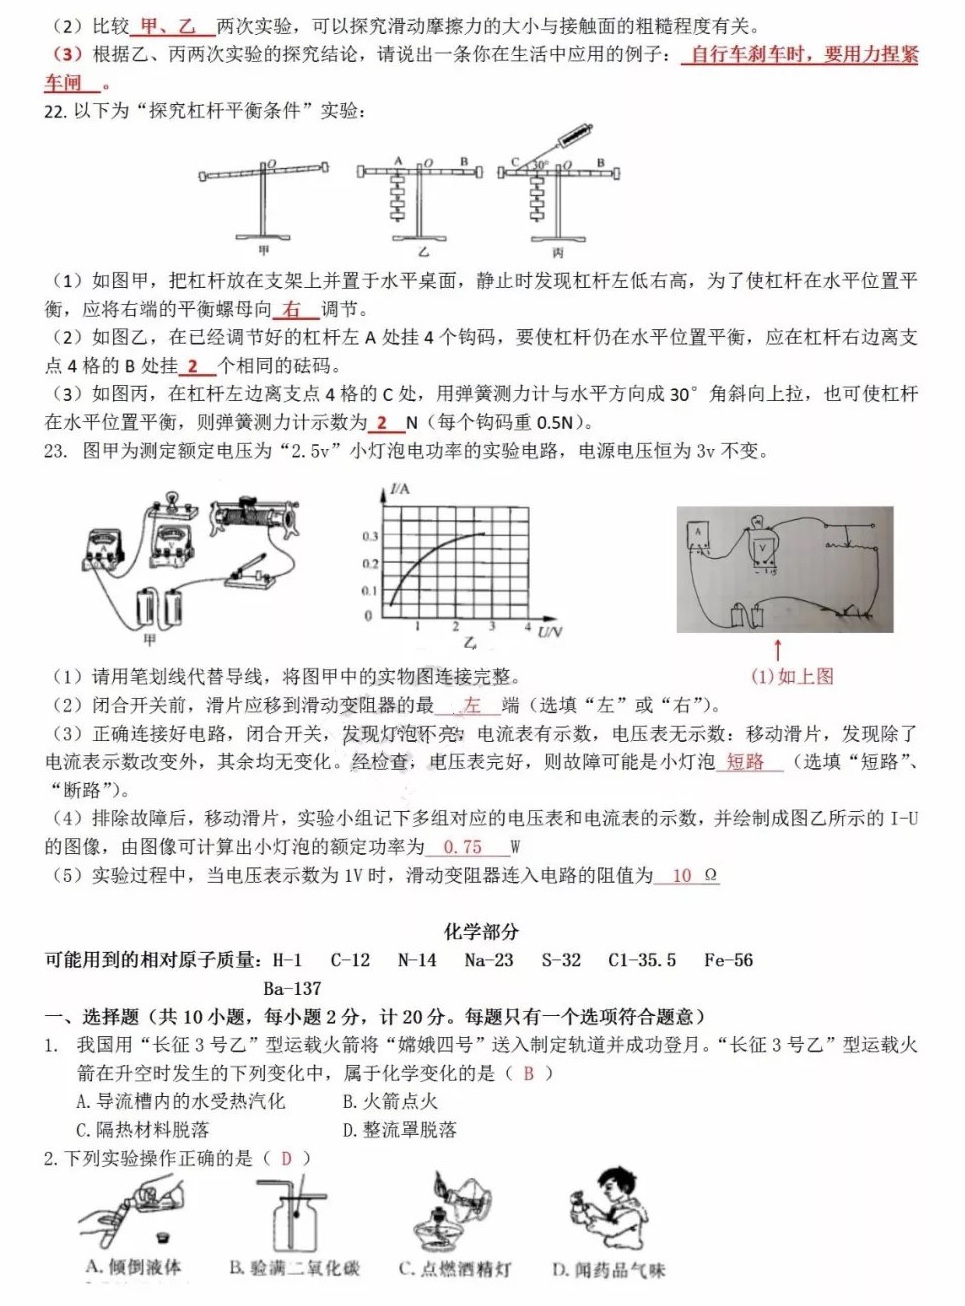 （2）比较 甲、乙 两次实验，可以探究滑动摩擦力的大小与接触面的粗糙程度有关。
（3）根据乙、丙两次实验的探究结论，请说出一条你在生活中应用的例子：自行车刹车时，要用力捏紧
车闸 。
22. 以下为“探究杠杆平衡条件”实验：
O A O B C 30° O B
甲 乙 丙
（1）如图甲，把杠杆放在支架上并置于水平桌面，静止时发现杠杆左低右高，为了使杠杆在水平位置平
衡，应将右端的平衡螺母向 右 调节。
（2）如图乙，在已经调节好的杠杆左 A 处挂 4 个钩码，要使杠杆仍在水平位置平衡，应在杠杆右边离支
点 4 格的 B 处挂 2 个相同的砝码。
（3）如图丙，在杠杆左边离支点 4 格的 C 处，用弹簧测力计与水平方向成 30°角斜向上拉，也可使杠杆
在水平位置平衡，则弹簧测力计示数为 2 N（每个钩码重 0.5N）。
23. 图甲为测定额定电压为“2.5v”小灯泡电功率的实验电路，电源电压恒为 3v 不变。
A V
甲
I/A
0.3
0.2
0.1
0 1 2 3 4 U/V
乙
A V
（1）请用笔划线代替导线，将图甲中的实物图连接完整。
(1)如上图
（2）闭合开关前，滑片应移到滑动变阻器的最 左 端（选填“左”或“右”）。
（3）正确连接好电路，闭合开关，发现灯泡不亮，电流表有示数，电压表无示数：移动滑片，发现除了
电流表示数改变外，其余均无变化。经检查，电压表完好，则故障可能是小灯泡 短路 （选填“短路”、
“断路”）。
（4）排除故障后，移动滑片，实验小组记下多组对应的电压表和电流表的示数，并绘制成图乙所示的 I-U
的图像，由图像可计算出小灯泡的额定功率为 0.75 W
（5）实验过程中，当电压表示数为 1V 时，滑动变阻器连入电路的阻值为 10 Ω
化学部分
可能用到的相对原子质量：H-1 C-12 N-14 Na-23 S-32 Cl-35.5 Fe-56
Ba-137
一、选择题（共 10 小题，每小题 2 分，计 20 分。每题只有一个选项符合题意）
1. 我国用“长征 3 号乙”型运载火箭将“嫦娥四号”送入制定轨道并成功登月。“长征 3 号乙”型运载火
箭在升空时发生的下列变化中，属于化学变化的是（ B ）
A. 导流槽内的水受热汽化 B. 火箭点火
C. 隔热材料脱落 D. 整流罩脱落
2. 下列实验操作正确的是（ D ）
A. 倾倒液体 B. 验满二氧化碳 C. 点燃酒精灯 D. 闻药品气味